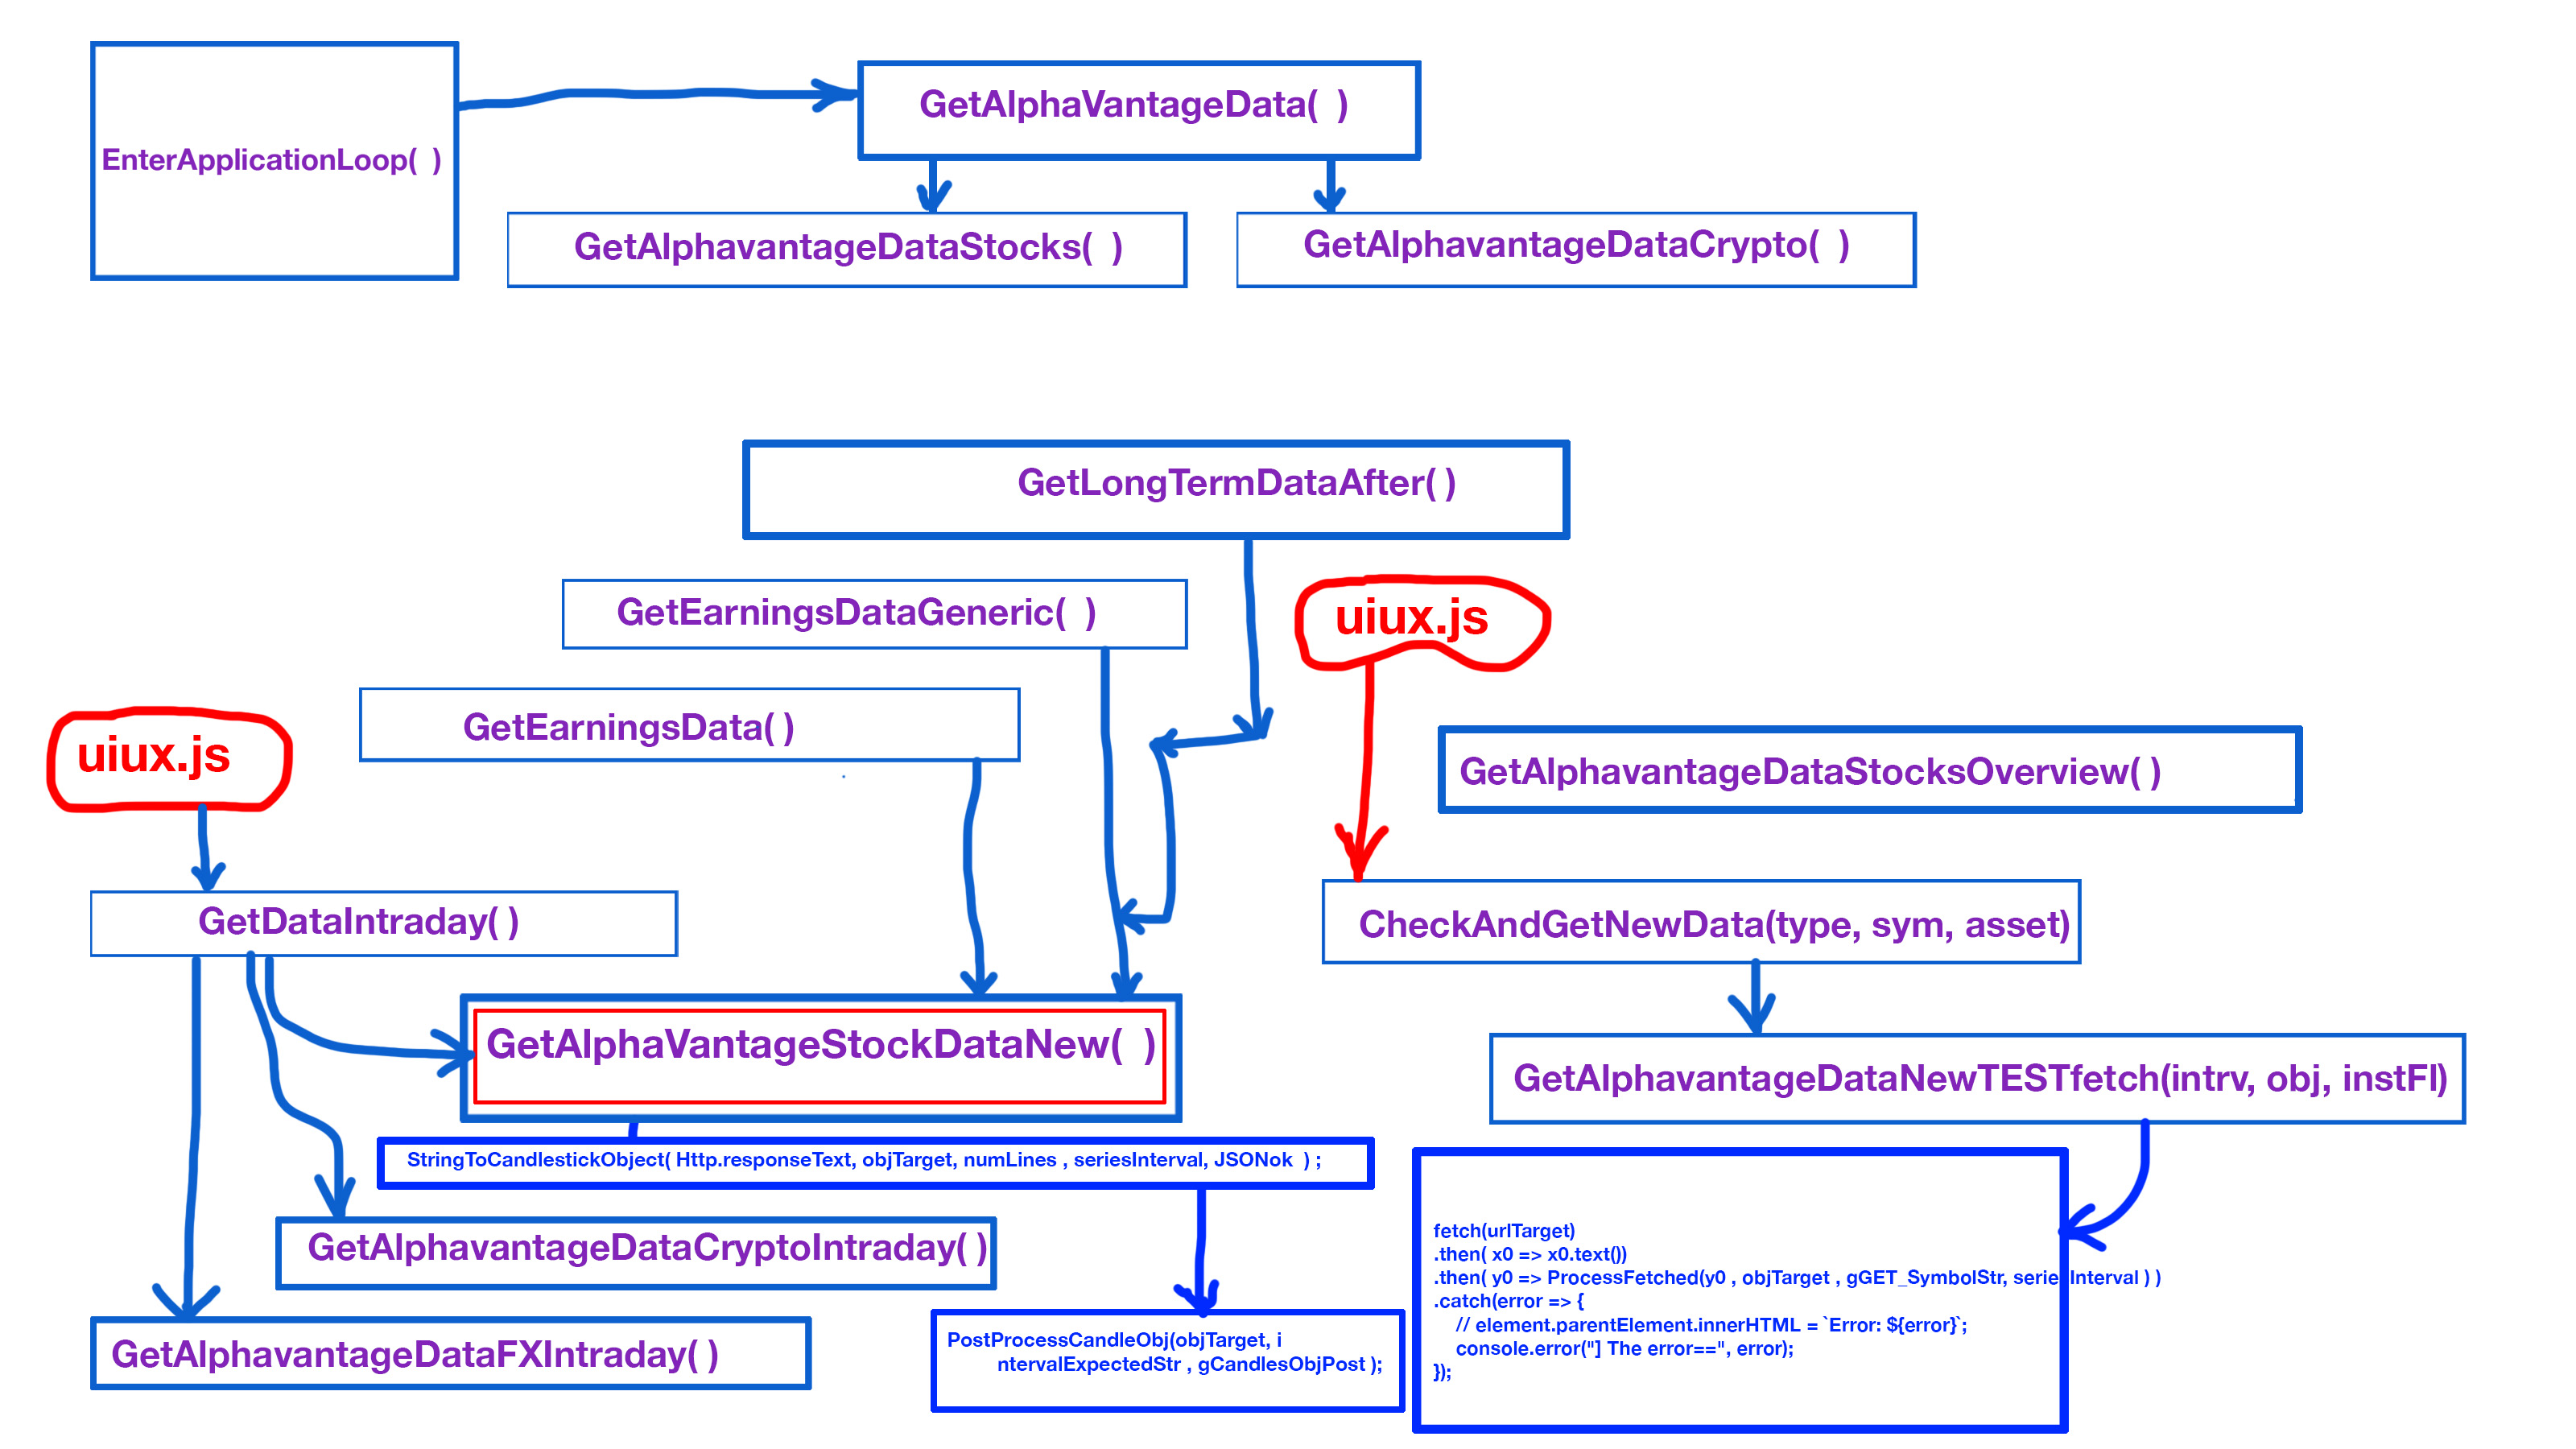 EnterApplicationLoop(  )
GetAlphaVantageData(  )
GetAlphavantageDataStocks(  )
GetAlphavantageDataCrypto(  )
GetLongTermDataAfter( )
GetEarningsDataGeneric(  )
uiux.js
GetEarningsData( )
uiux.js
GetAlphavantageDataStocksOverview( )
GetDataIntraday( )
CheckAndGetNewData(type, sym, asset)
GetAlphaVantageStockDataNew(  )
GetAlphavantageDataNewTESTfetch(intrv, obj, instFl)
StringToCandlestickObject( Http.responseText, objTarget, numLines , seriesInterval, JSONok  ) ;
GetAlphavantageDataCryptoIntraday( )
GetAlphavantageDataFXIntraday( )
PostProcessCandleObj(objTarget, i
ntervalExpectedStr , gCandlesObjPost );
fetch(urlTarget)
.then( x0 => x0.text())
.then( y0 => ProcessFetched(y0 , objTarget , gGET_SymbolStr, seriesInterval ) )
.catch(error => {
// element.parentElement.innerHTML = `Error: ${error}`;
console.error("] The error==", error);
});